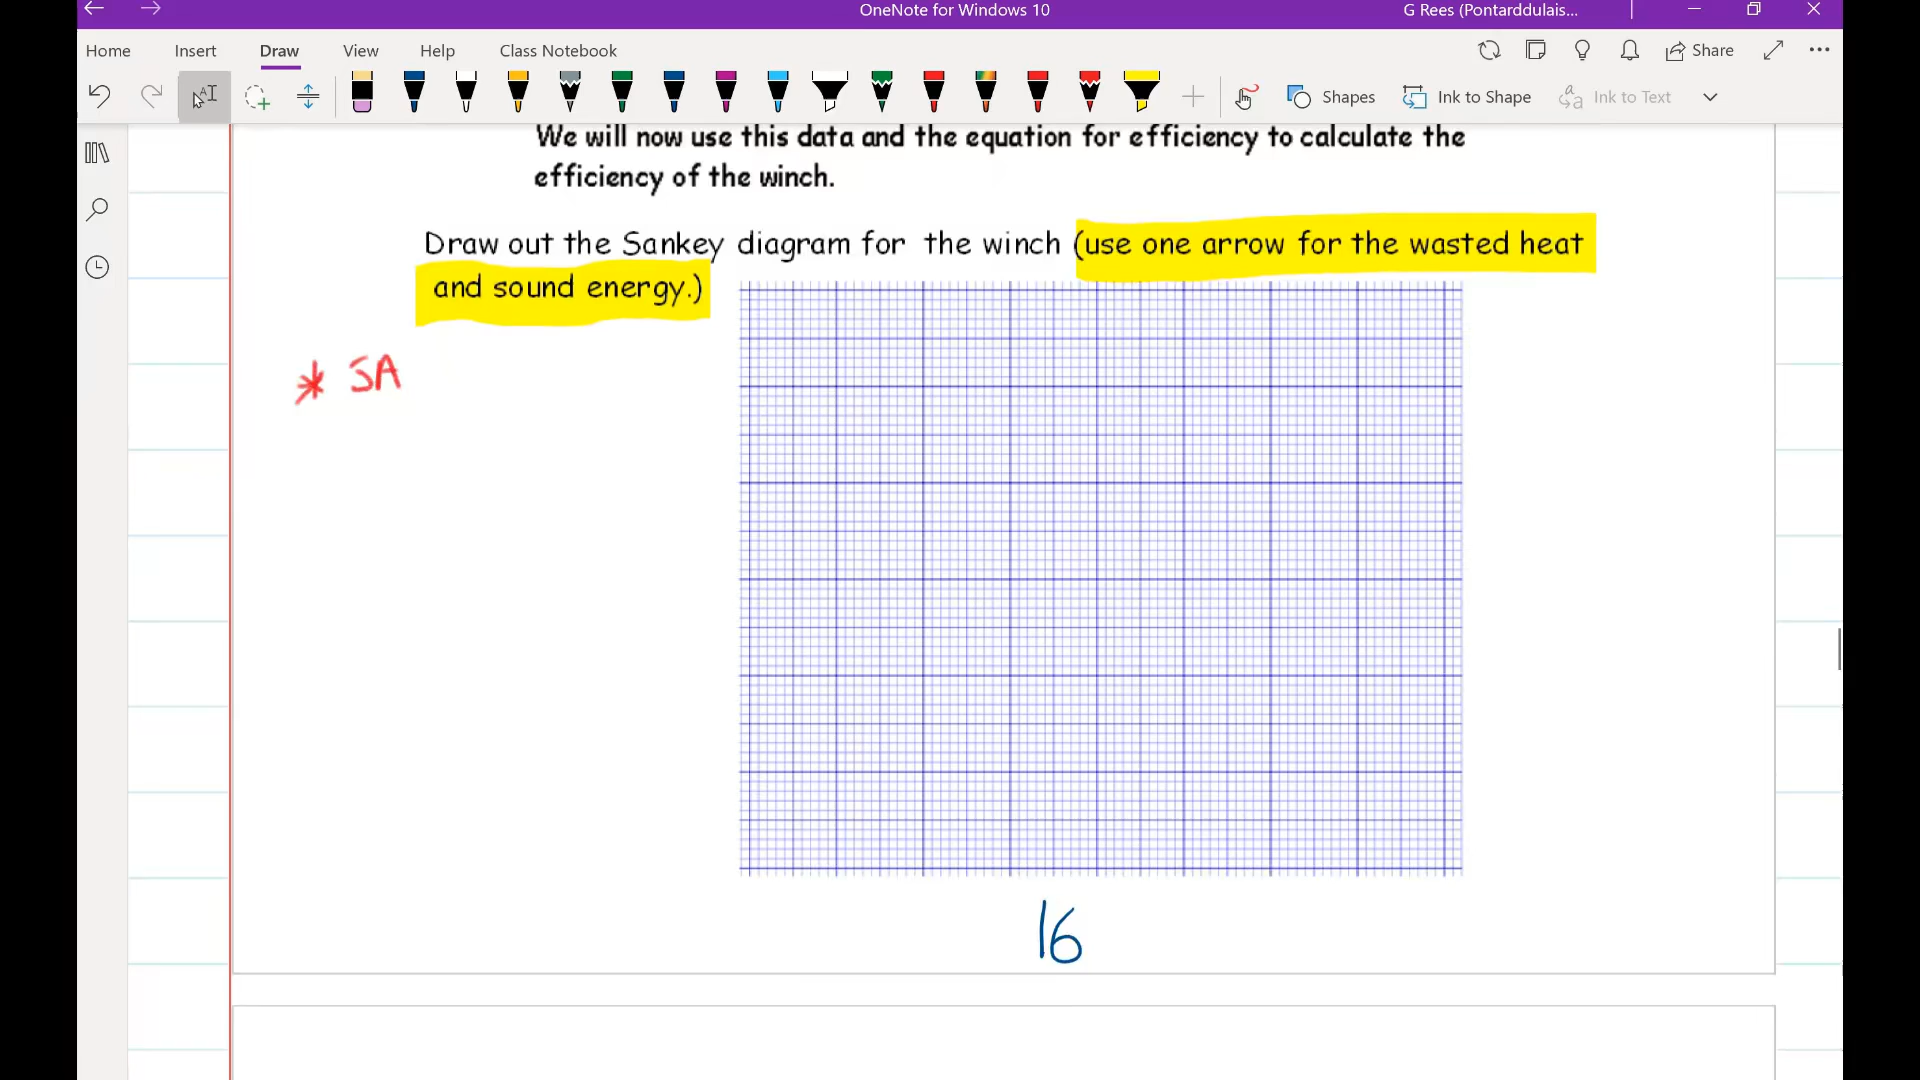 OneNote for Windows 10
G Rees (Pontarddulais...
Home Insert Draw View Help Class Notebook
Share
Shapes Ink to Shape Ink to Text
We will now use this data and the equation for efficiency to calculate the
efficiency of the winch.
Draw out the Sankey diagram for the winch (use one arrow for the wasted heat
and sound energy.)
* SA
16